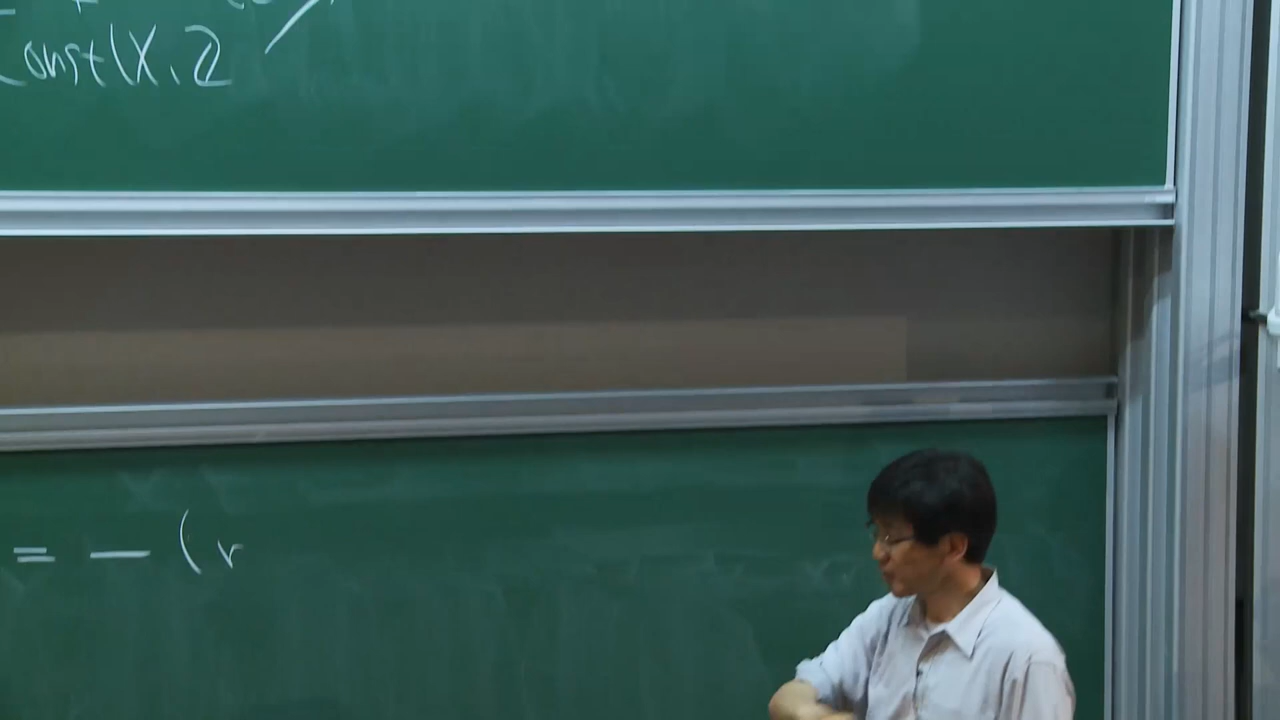 Const(X, 2
= - (r